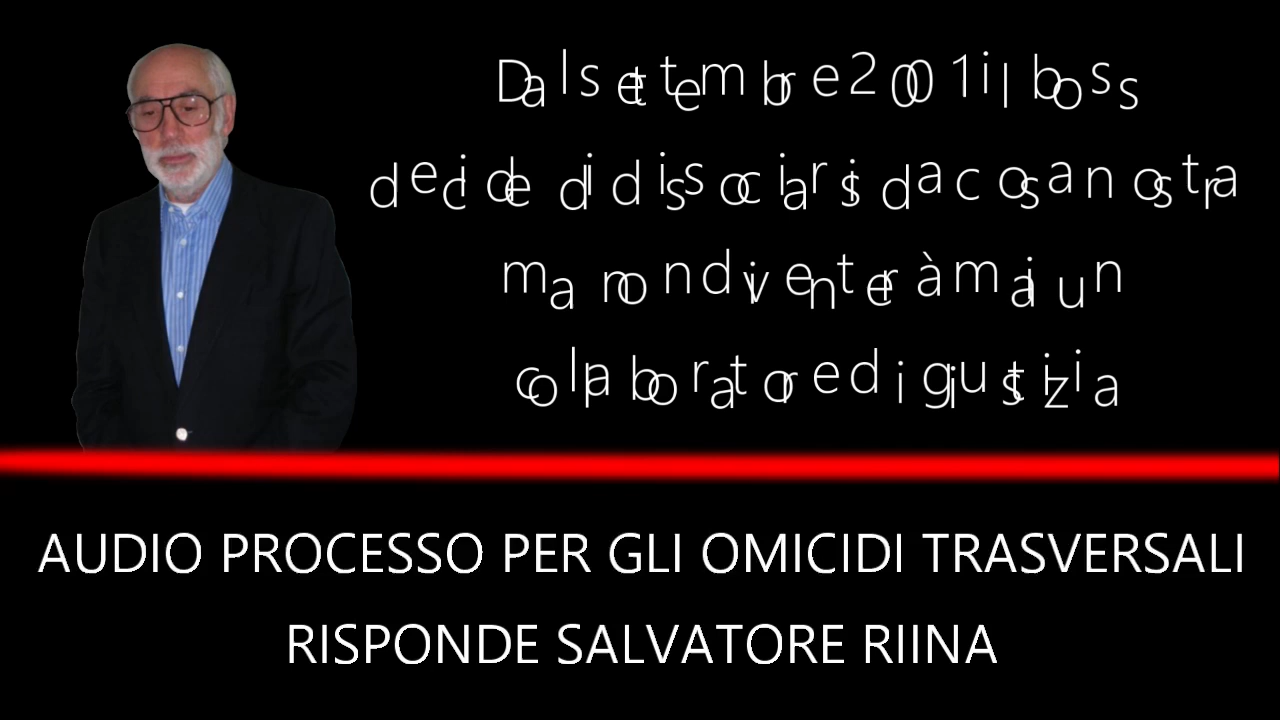 Dal settembre 2001 il boss
decide di dissociarsi da cosa nostra
ma non diventerà mai un
collaboratore di giustizia
AUDIO PROCESSO PER GLI OMICIDI TRASVERSALI
RISPONDE SALVATORE RIINA